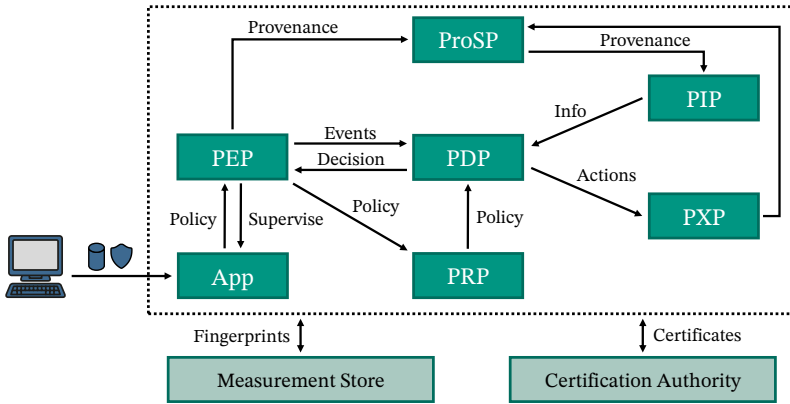 Provenance
ProSP
Provenance
PIP
Info
Events
PEP
PDP
Decision
Actions
Policy
Supervise
Policy
Policy
PXP
App
PRP
Fingerprints
Certificates
Measurement Store
Certification Authority